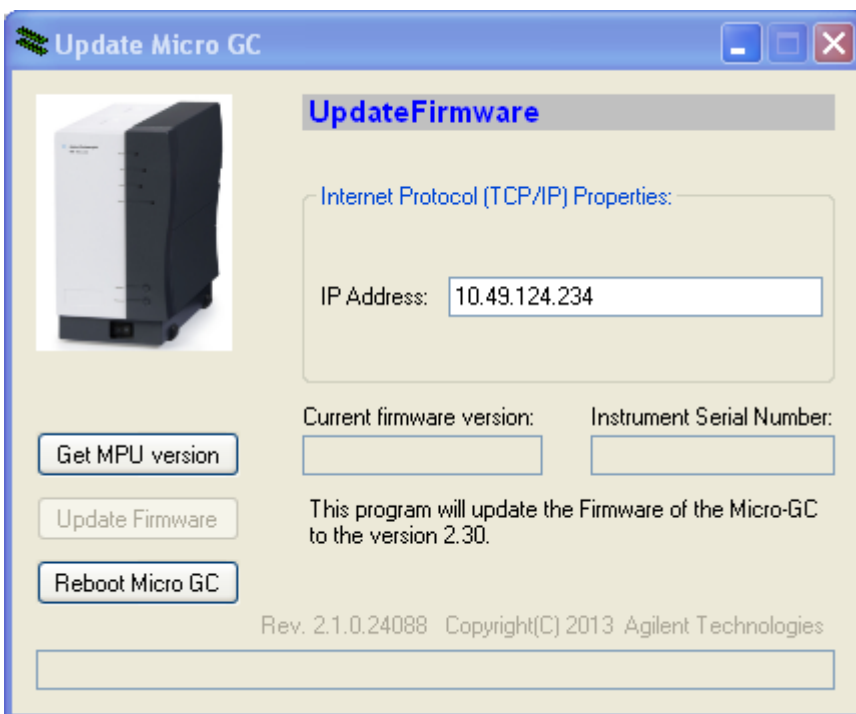 Update Micro GC
UpdateFirmware
Internet Protocol (TCP/IP) Properties:
IP Address: 10.49.124.234
Current firmware version: Instrument Serial Number:
Get MPU version
Update Firmware
This program will update the Firmware of the Micro-GC
to the version 2.30.
Reboot Micro GC
Rev. 2.1.0.24088 Copyright(C) 2013 Agilent Technologies